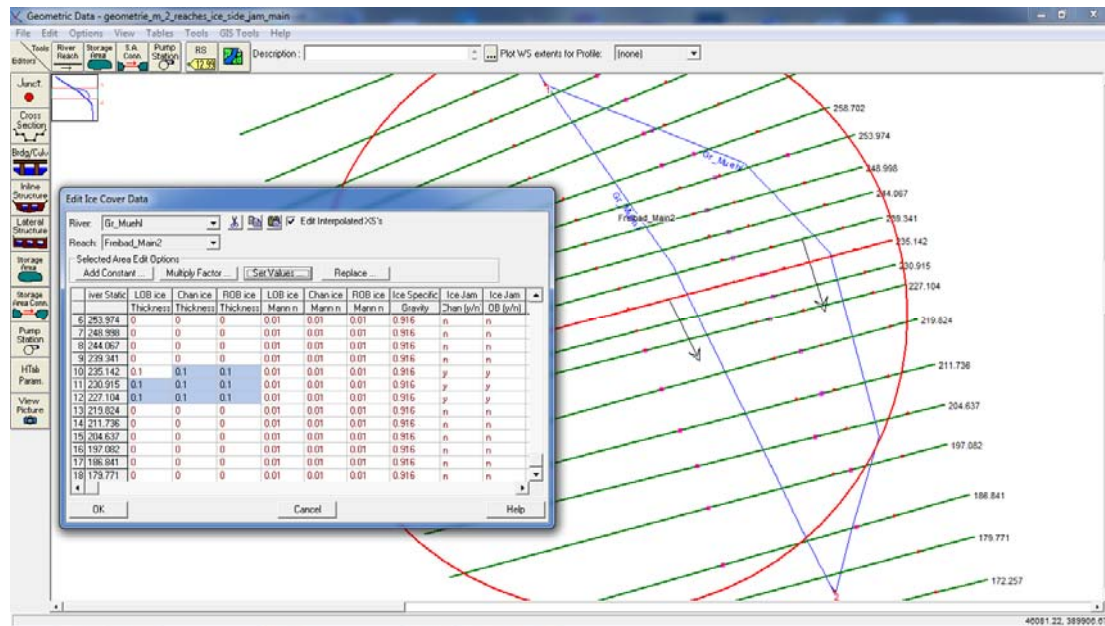 Geometric Data - geometrie_m_2_reaches_ice_side_jam_main
File Edit Options View Tables Tools GIS Tools Help
Tools
Editors
River Reach
Storage Area
S.A. Conn.
Pump Station
RS
Description :
...
Plot WS extents for Profile: (none)
Junct.
Cross Section
Brdg/Culv
Inline Structure
Lateral Structure
Storage Area
Storage Area Conn.
Pump Station
HTab Param.
View Picture
Edit Ice Cover Data
River: Gr_Muehl
Edit Interpolated XS's
Reach: Freibad_Main2
Selected Area Edit Options
Add Constant ... Multiply Factor ... Set Values ... Replace ...
iver Static LOB ice Chan ice ROB ice LOB ice Chan ice ROB ice Ice Specific Ice Jam Ice Jam
Thickness Thickness Thickness Mann n Mann n Mann n Gravity Chan (y/n) OB (y/n)
6 253.974 0 0 0 0.01 0.01 0.01 0.916 n n
7 248.998 0 0 0 0.01 0.01 0.01 0.916 n n
8 244.067 0 0 0 0.01 0.01 0.01 0.916 n n
9 239.341 0 0 0 0.01 0.01 0.01 0.916 n n
10 235.142 0.1 0.1 0.1 0.01 0.01 0.01 0.916 y y
11 230.915 0.1 0.1 0.1 0.01 0.01 0.01 0.916 y y
12 227.104 0.1 0.1 0.1 0.01 0.01 0.01 0.916 y y
13 219.824 0 0 0 0.01 0.01 0.01 0.916 n n
14 211.736 0 0 0 0.01 0.01 0.01 0.916 n n
15 204.637 0 0 0 0.01 0.01 0.01 0.916 n n
16 197.082 0 0 0 0.01 0.01 0.01 0.916 n n
17 186.841 0 0 0 0.01 0.01 0.01 0.916 n n
18 179.771 0 0 0 0.01 0.01 0.01 0.916 n n
OK Cancel Help
1
258.702
253.974
248.998
244.067
239.341
235.142
230.915
227.104
219.824
211.736
204.637
197.082
186.841
179.771
172.257
Gr_Muehl
Gr_Muehl
Freibad_Main2
2